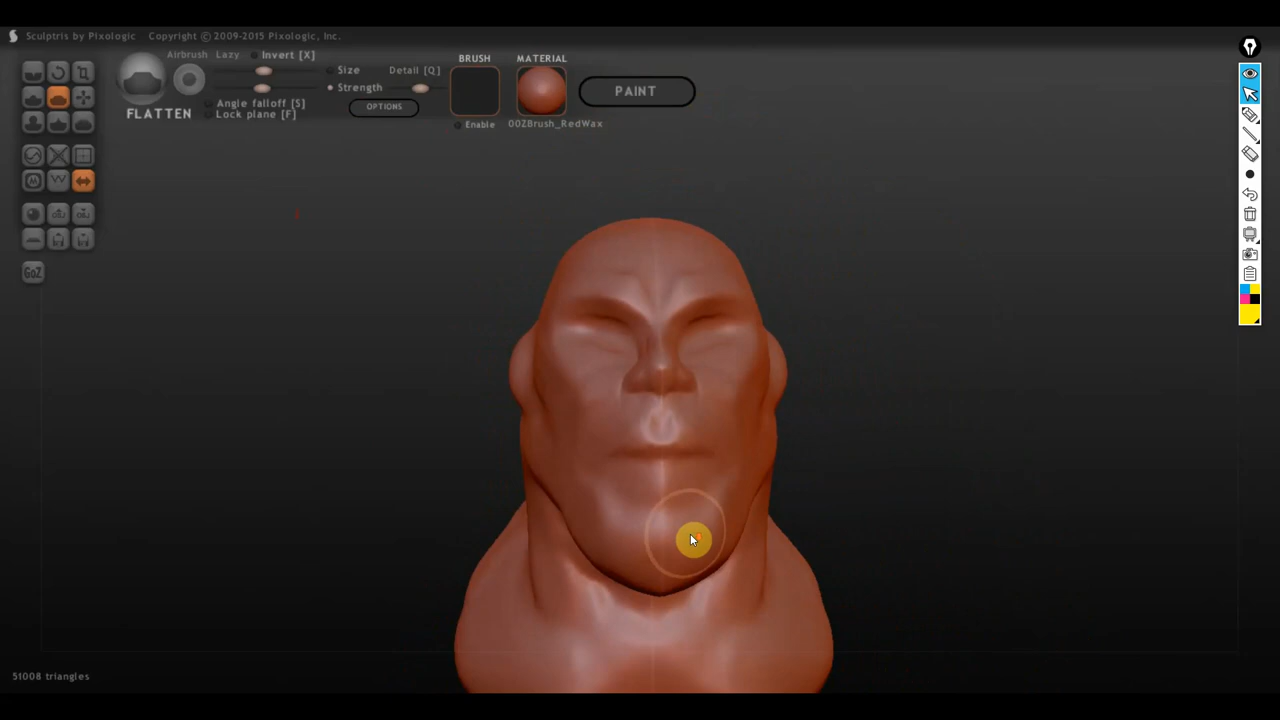 Sculptris by Pixologic Copyright © 2009-2015 Pixologic, Inc.
Airbrush Lazy Invert [X]
Size Detail [Q]
Strength
Angle falloff [S]
Lock plane [F]
OPTIONS
FLATTEN
BRUSH
Enable
MATERIAL
00ZBrush_RedWax
PAINT
GoZ
51008 triangles